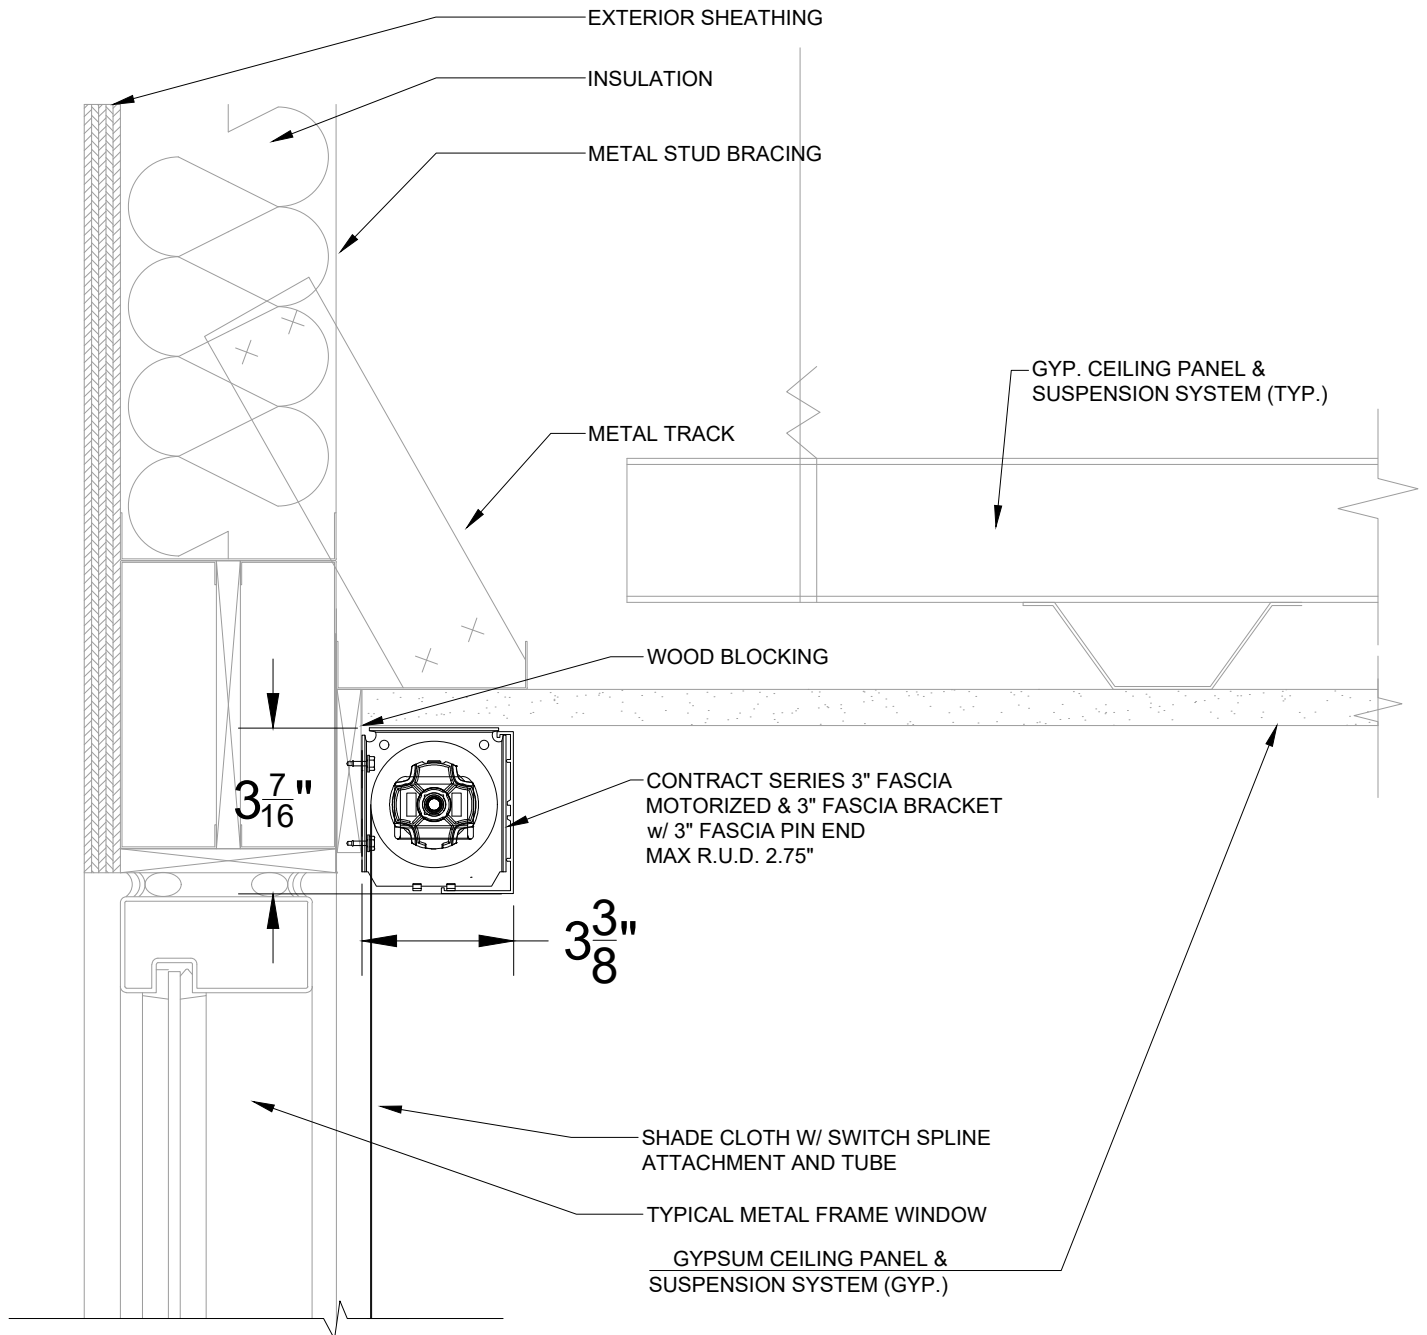 EXTERIOR SHEATHING
INSULATION
METAL STUD BRACING
GYP. CEILING PANEL &
SUSPENSION SYSTEM (TYP.)
METAL TRACK
WOOD BLOCKING
3 7/16"
CONTRACT SERIES 3" FASCIA
MOTORIZED & 3" FASCIA BRACKET
w/ 3" FASCIA PIN END
MAX R.U.D. 2.75"
3 3/8"
SHADE CLOTH W/ SWITCH SPLINE
ATTACHMENT AND TUBE
TYPICAL METAL FRAME WINDOW
GYPSUM CEILING PANEL &
SUSPENSION SYSTEM (GYP.)